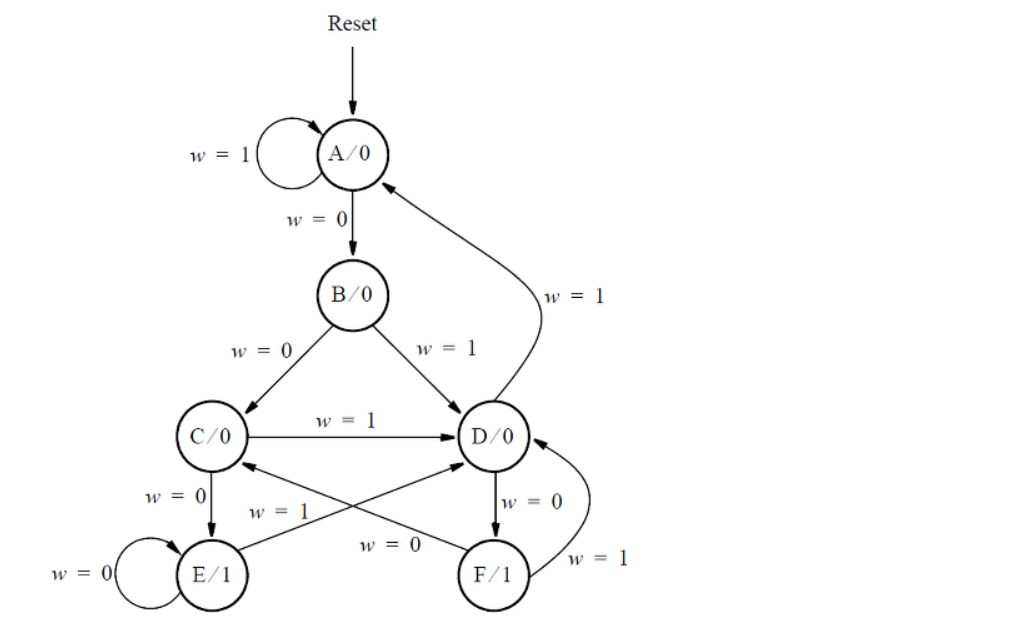 Reset
w = 1
A/0
w = 0
B/0
w = 1
w = 0
w = 1
w = 1
C/0
D/0
w = 0
w = 0
w = 1
w = 0
w = 1
w = 0
E/1
F/1